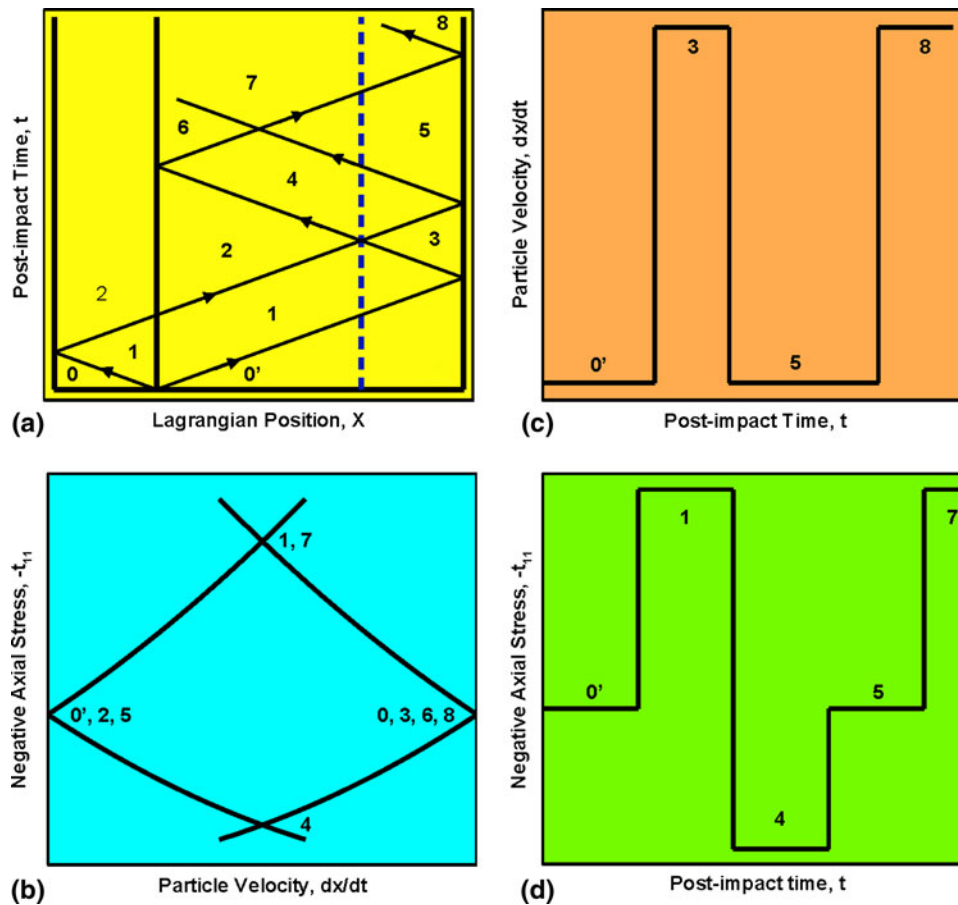 8
7
6
5
4
3
2
2
1
1
0
0'
Post-impact Time, t
(a)
Lagrangian Position, X
3
8
0'
5
Particle Velocity, dx/dt
(c)
Post-impact Time, t
1, 7
0', 2, 5
0, 3, 6, 8
4
Negative Axial Stress, -t₁₁
(b)
Particle Velocity, dx/dt
1
7
0'
5
4
Negative Axial Stress, -t₁₁
(d)
Post-impact time, t